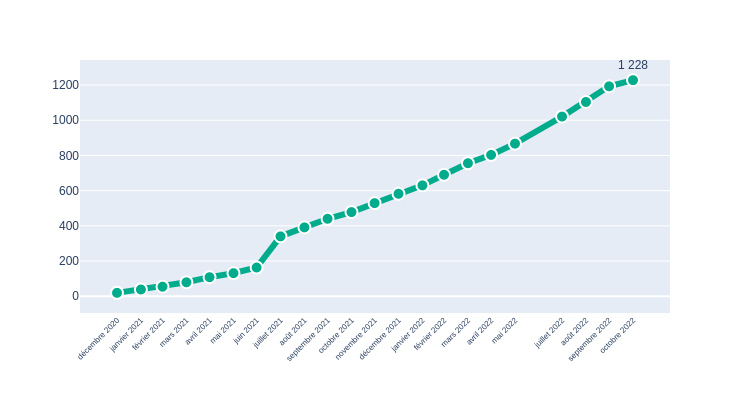 1 228
1200
1000
800
600
400
200
0
décembre 2020
janvier 2021
février 2021
mars 2021
avril 2021
mai 2021
juin 2021
juillet 2021
août 2021
septembre 2021
octobre 2021
novembre 2021
décembre 2021
janvier 2022
février 2022
mars 2022
avril 2022
mai 2022
juillet 2022
août 2022
septembre 2022
octobre 2022